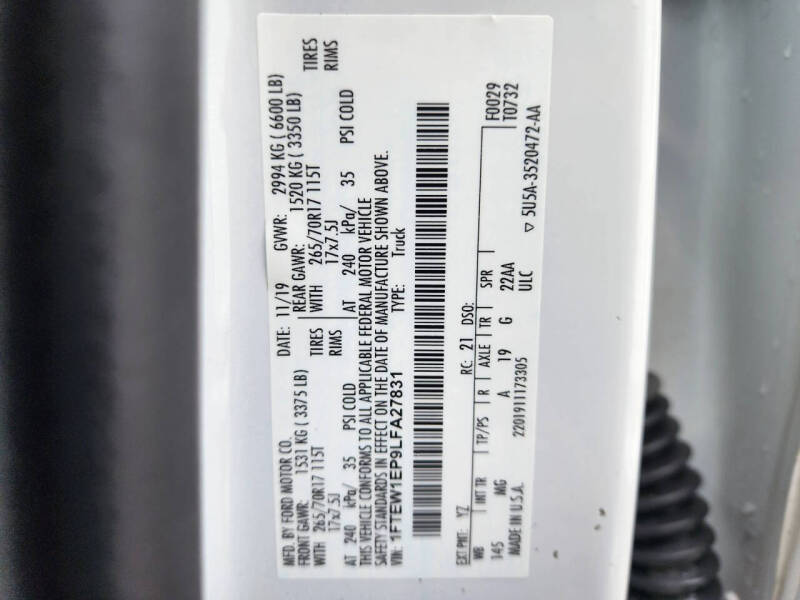 MFD. BY FORD MOTOR CO.
DATE: 11/19 GVWR: 2994 KG ( 6600 LB)
FRONT GAWR: 1531 KG ( 3375 LB) REAR GAWR: 1520 KG ( 3350 LB)
WITH 265/70R17 115T TIRES WITH 265/70R17 115T TIRES
17x7.5J RIMS 17x7.5J RIMS
AT 240 kPa/ 35 PSI COLD AT 240 kPa/ 35 PSI COLD
THIS VEHICLE CONFORMS TO ALL APPLICABLE FEDERAL MOTOR VEHICLE
SAFETY STANDARDS IN EFFECT ON THE DATE OF MANUFACTURE SHOWN ABOVE.
VIN: 1FTEW1EP9LFA27831 TYPE: Truck
F0029
T0732
EXT PNT: YZ RC: 21 DSO:
WB INT TR TP/PS R AXLE TR SPR
145 MG A 19 G 22AA
ULC
MADE IN U.S.A. 2201911173305
▽ 5U5A-3520472-AA